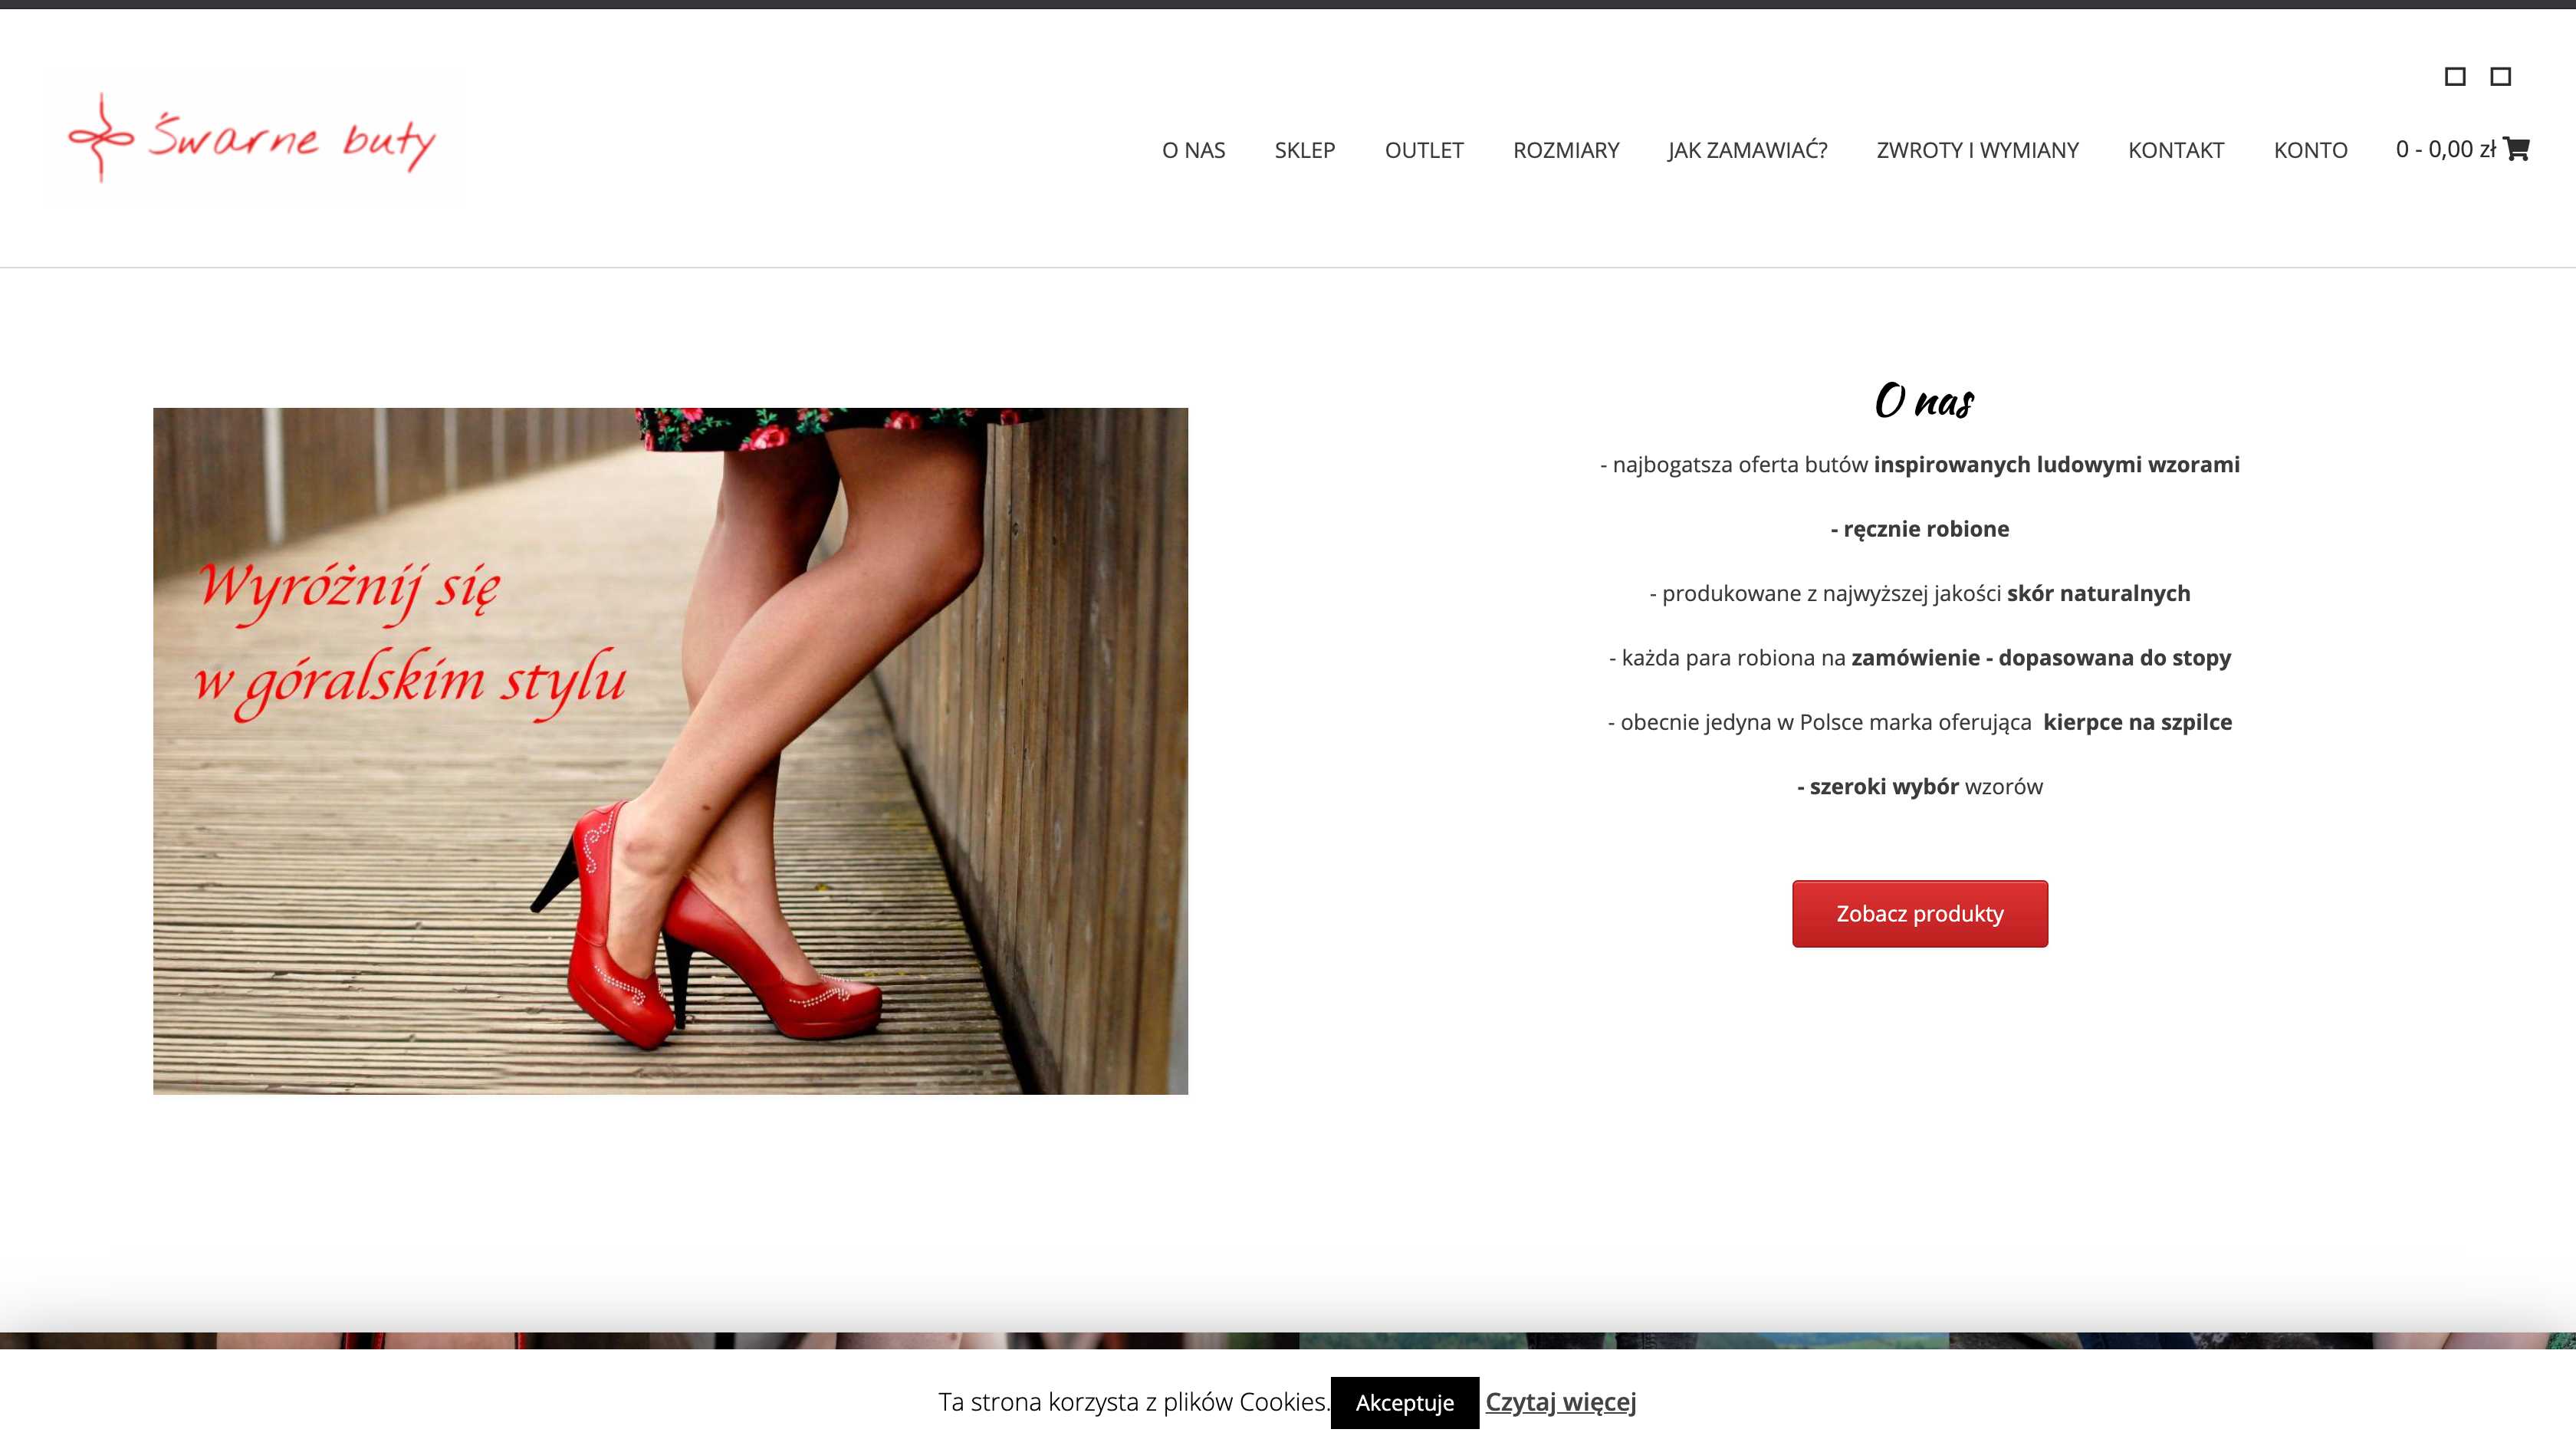 Śwarne buty
O NAS SKLEP OUTLET ROZMIARY JAK ZAMAWIAĆ? ZWROTY I WYMIANY KONTAKT KONTO 0 - 0,00 zł
Wyróżnij się
w góralskim stylu
O nas
- najbogatsza oferta butów inspirowanych ludowymi wzorami
- ręcznie robione
- produkowane z najwyższej jakości skór naturalnych
- każda para robiona na zamówienie - dopasowana do stopy
- obecnie jedyna w Polsce marka oferująca kierpce na szpilce
- szeroki wybór wzorów
Zobacz produkty
Ta strona korzysta z plików Cookies. Akceptuje Czytaj więcej